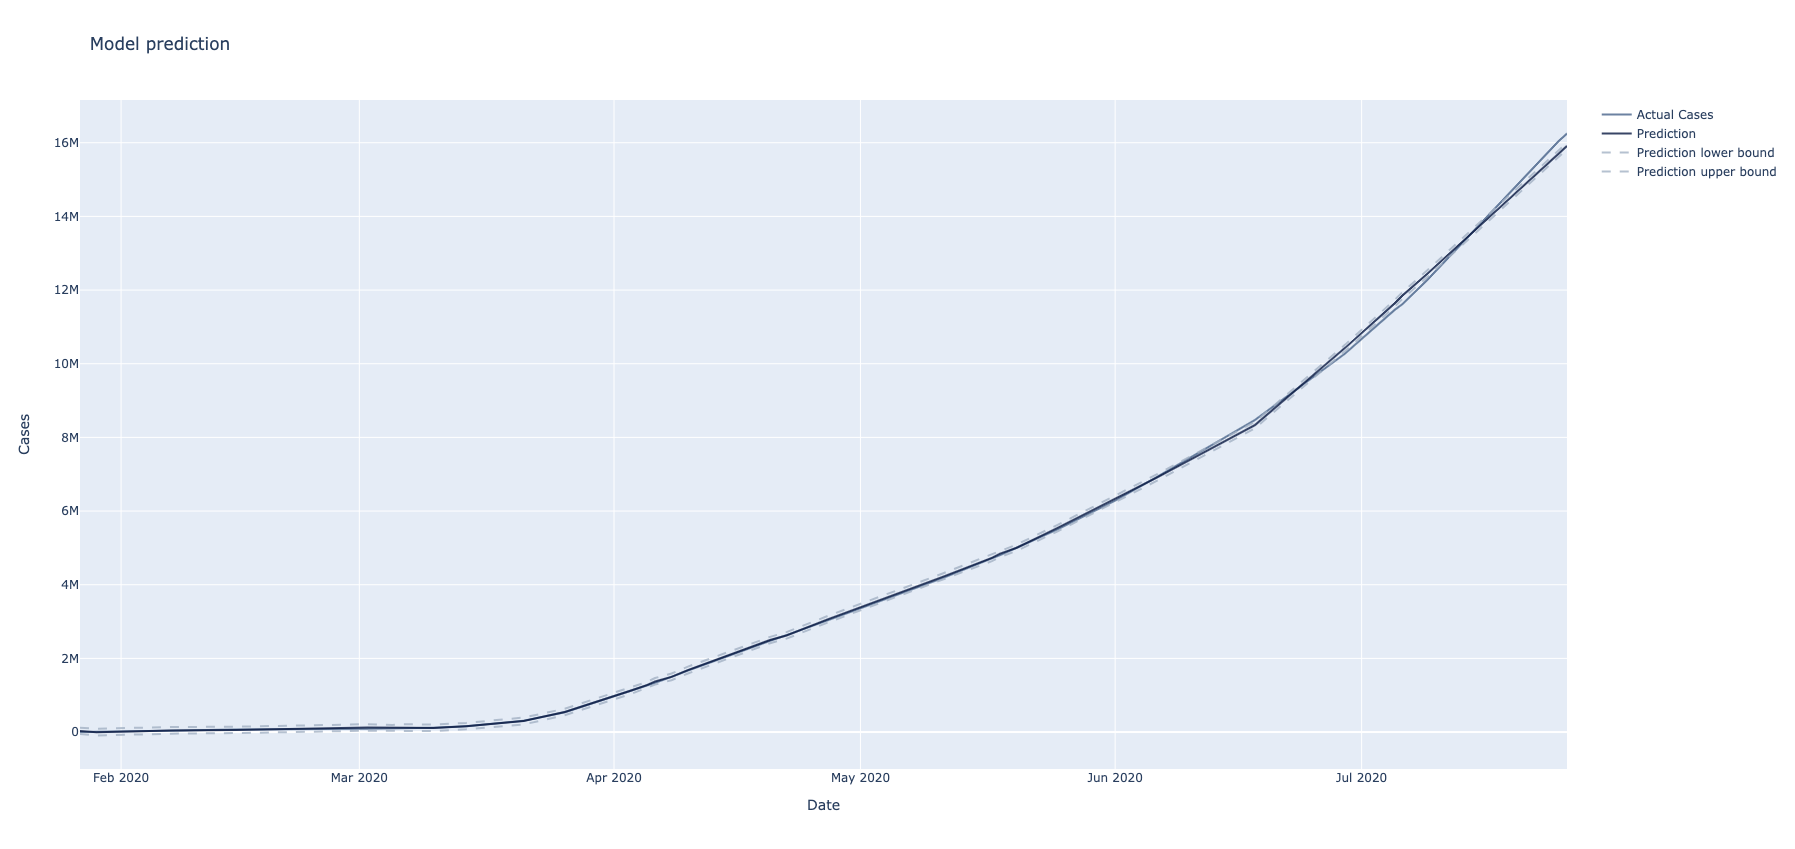 Model prediction
Actual Cases
Prediction
Prediction lower bound
Prediction upper bound
16M
14M
12M
10M
8M
6M
4M
2M
0
Cases
Feb 2020 Mar 2020 Apr 2020 May 2020 Jun 2020 Jul 2020
Date